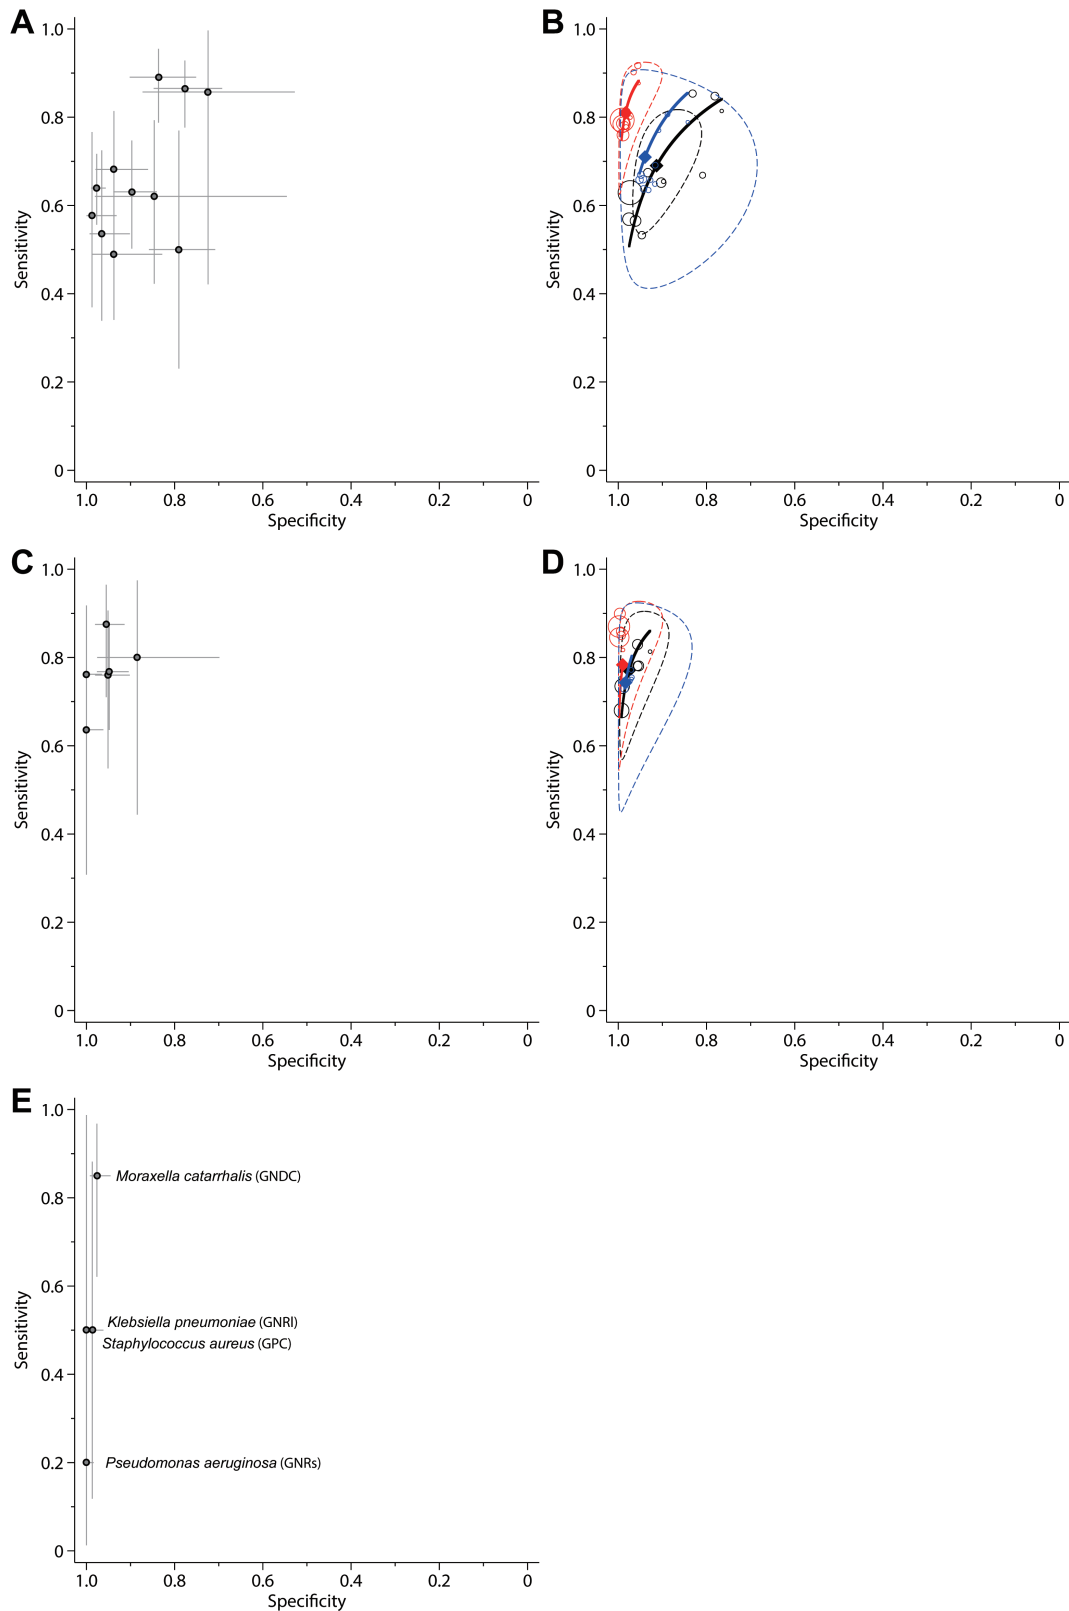 A
1.0
0.8
0.6
0.4
0.2
0
Sensitivity
1.0 0.8 0.6 0.4 0.2 0
Specificity
B
1.0
0.8
0.6
0.4
0.2
0
Sensitivity
1.0 0.8 0.6 0.4 0.2 0
Specificity
C
1.0
0.8
0.6
0.4
0.2
0
Sensitivity
1.0 0.8 0.6 0.4 0.2 0
Specificity
D
1.0
0.8
0.6
0.4
0.2
0
Sensitivity
1.0 0.8 0.6 0.4 0.2 0
Specificity
E
1.0
0.8
0.6
0.4
0.2
0
Sensitivity
Moraxella catarrhalis (GNDC)
Klebsiella pneumoniae (GNRl)
Staphylococcus aureus (GPC)
Pseudomonas aeruginosa (GNRs)
1.0 0.8 0.6 0.4 0.2 0
Specificity